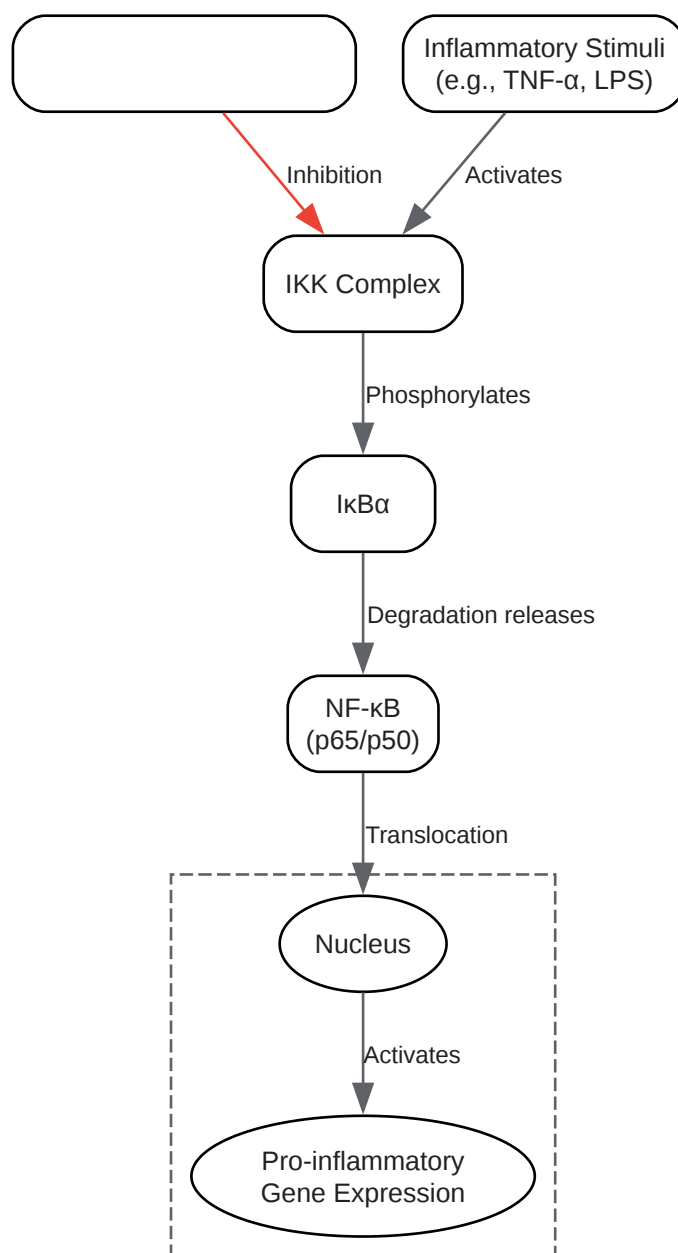 Inflammatory Stimuli
(e.g., TNF-α, LPS)
Inhibition
Activates
IKK Complex
Phosphorylates
IκBα
Degradation releases
NF-κB
(p65/p50)
Translocation
Nucleus
Activates
Pro-inflammatory
Gene Expression